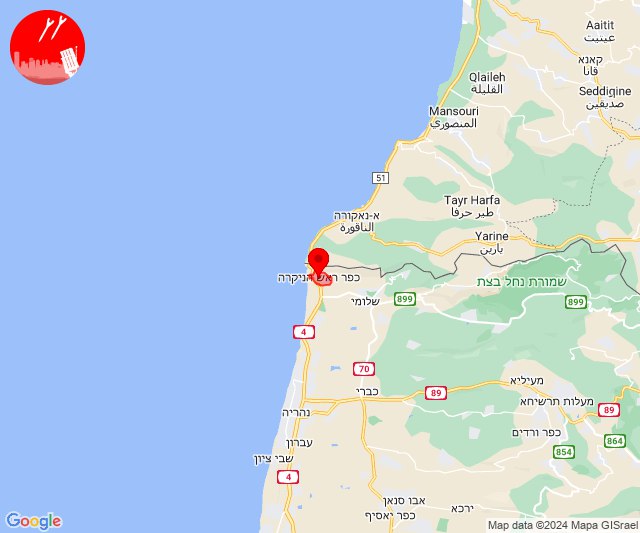 Aaitit
عيتيت
קאנא
قانا
Qlaileh
القليلة
Seddiqine
صديقين
Mansouri
المنصوري
51
Tayr Harfa
طير حرفا
א-נאקורה
الناقورة
Yarine
يارين
כפר ראש הניקרה
שמורת נחל בצת
שלומי
899
899
4
70
89
מעיליא
כברי
מעלות תרשיחא
89
נהריה
כפר ורדים
864
עברון
854
שבי ציון
4
אבו סנאן
ירכא
כפר יאסיף
Google
Map data ©2024 Mapa GISrael